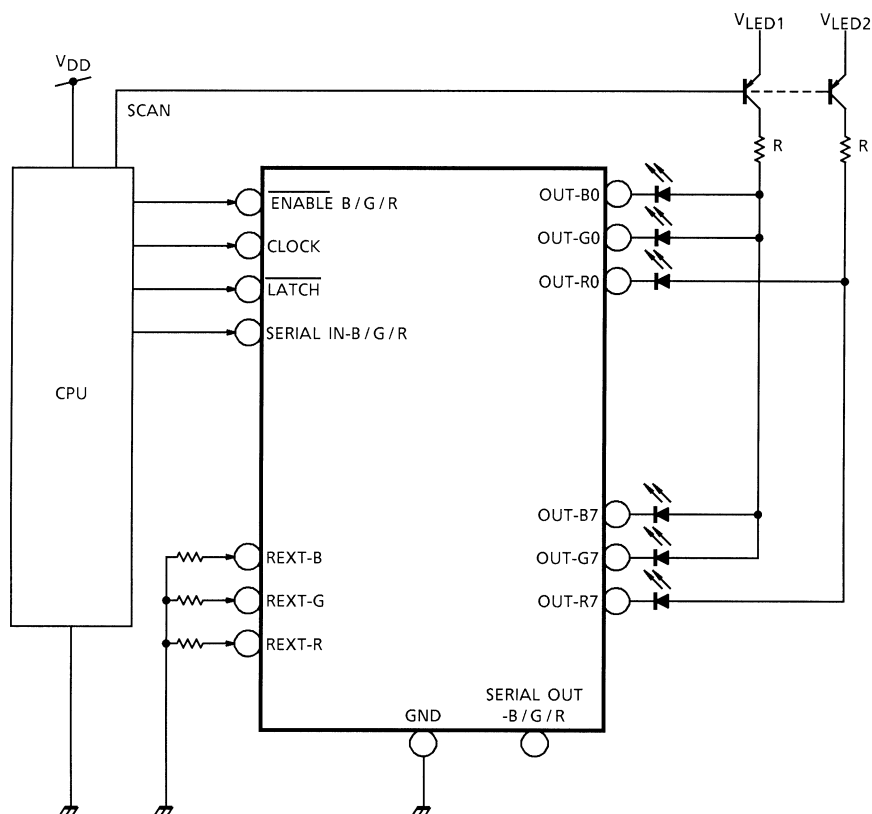 VLED1
VLED2
VDD
SCAN
R
R
CPU
ENABLE B/G/R
CLOCK
LATCH
SERIAL IN-B/G/R
REXT-B
REXT-G
REXT-R
OUT-B0
OUT-G0
OUT-R0
OUT-B7
OUT-G7
OUT-R7
GND
SERIAL OUT
-B/G/R